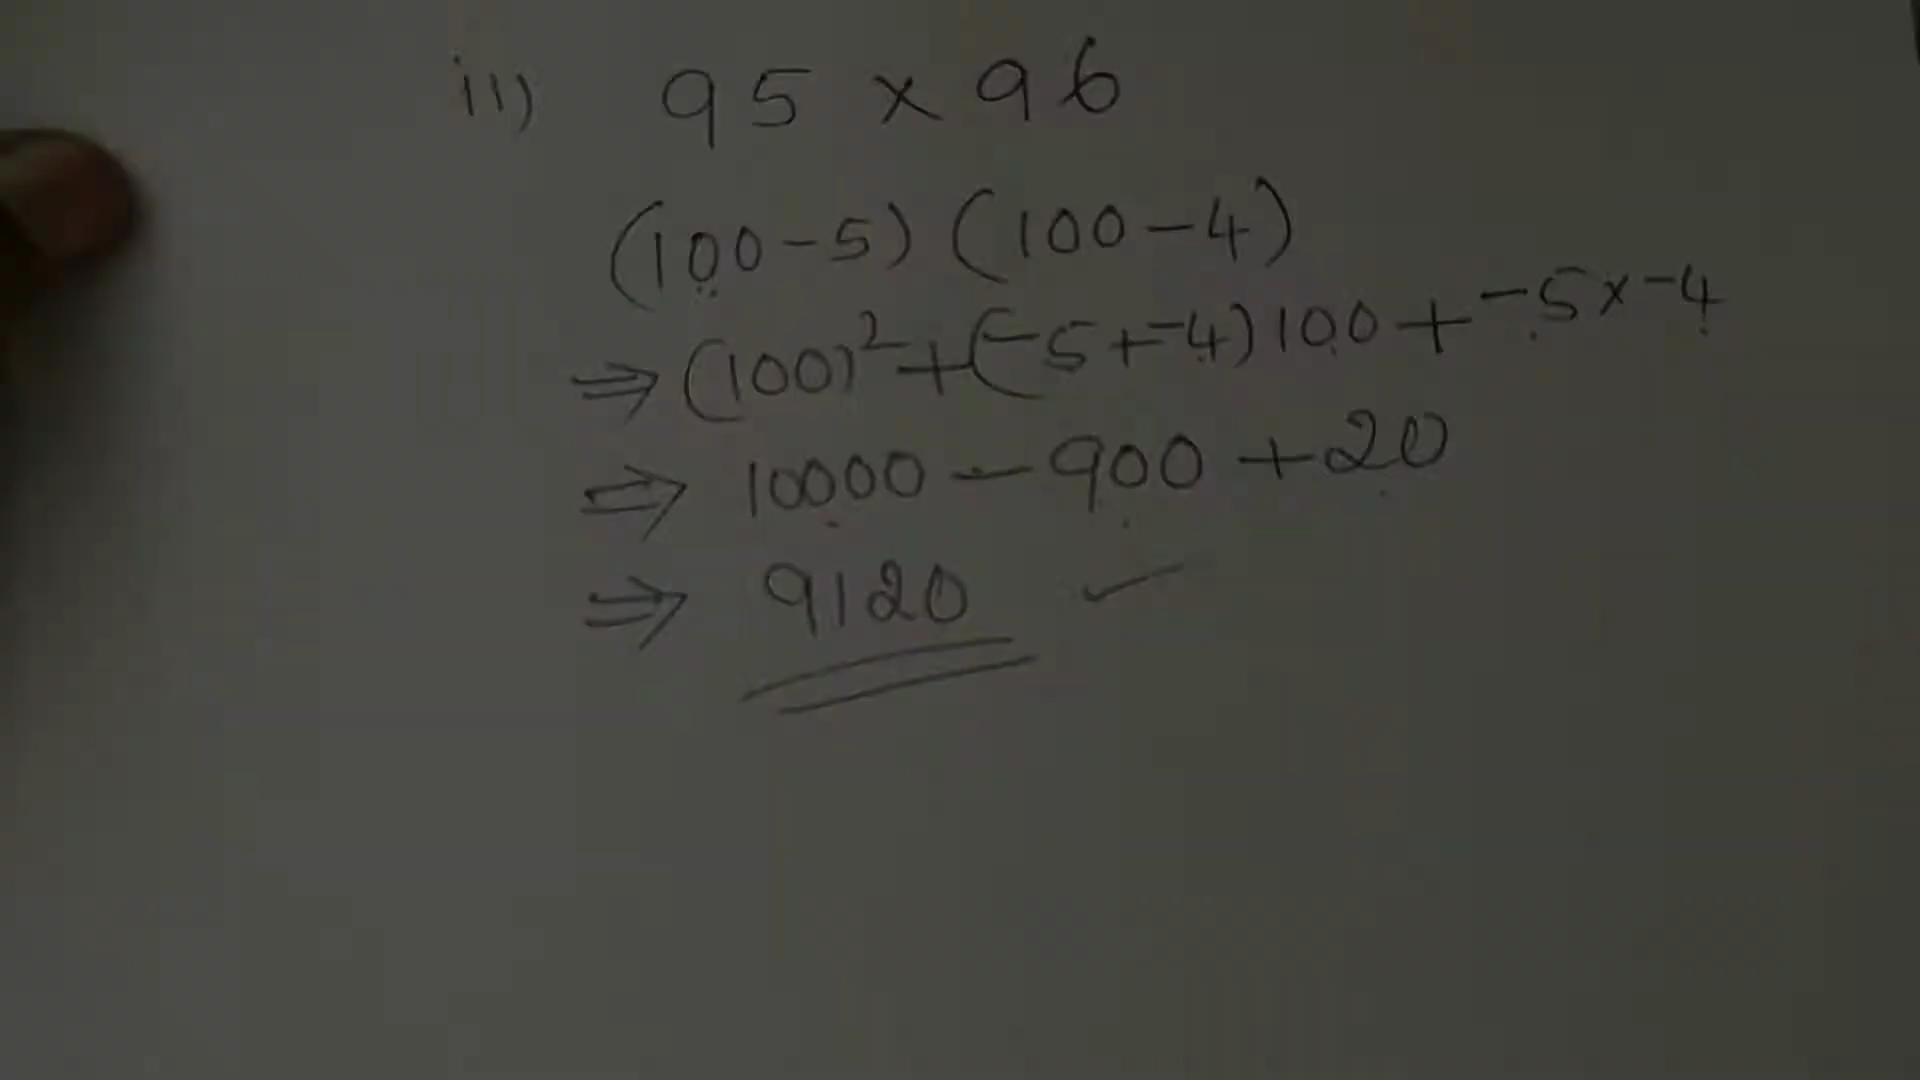 ii) 95 × 96
(100-5) (100-4)
⇒ (100)² + (-5+-4)100 + -5×-4
⇒ 10000 - 900 + 20
⇒ 9120 ✓